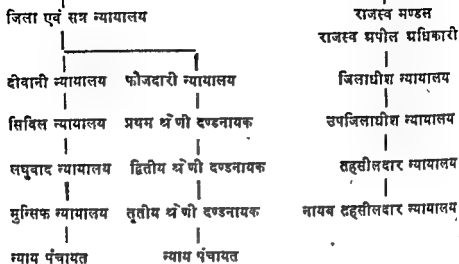 जिला एवं सत्र न्यायालय
राजस्व मण्डल
राजस्व अपील अधिकारी
दीवानी न्यायालय फौजदारी न्यायालय जिलाधीश न्यायालय
सिविल न्यायालय प्रथम श्रेणी दण्डनायक उपजिलाधीश न्यायालय
लघुवाद न्यायालय द्वितीय श्रेणी दण्डनायक तहसीलदार न्यायालय
मुन्सिफ न्यायालय तृतीय श्रेणी दण्डनायक नायब तहसीलदार न्यायालय
न्याय पंचायत न्याय पंचायत